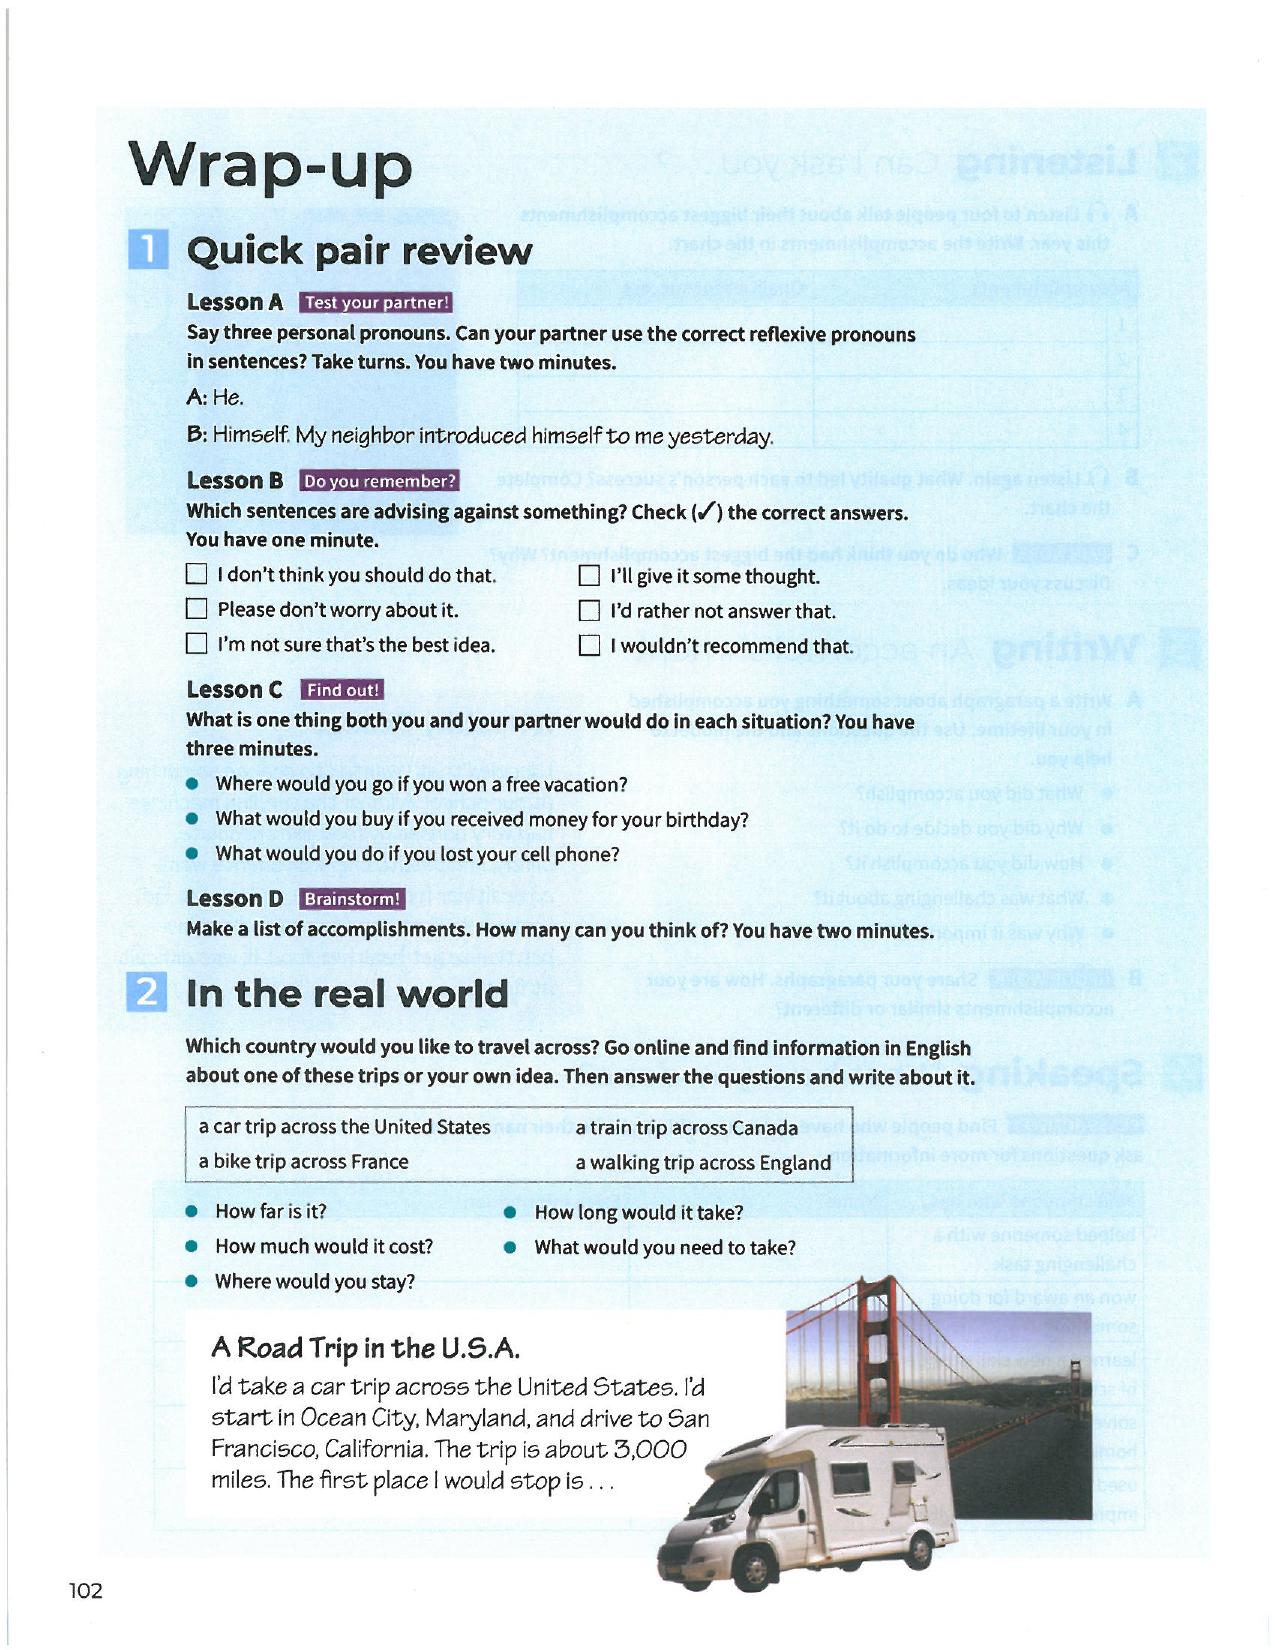 Wrap-up
1 Quick pair review
Lesson A Test your partner!
Say three personal pronouns. Can your partner use the correct reflexive pronouns
in sentences? Take turns. You have two minutes.
A: He.
B: Himself. My neighbor introduced himself to me yesterday.
Lesson B Do you remember?
Which sentences are advising against something? Check (✓) the correct answers.
You have one minute.
☐ I don't think you should do that. ☐ I'll give it some thought.
☐ Please don't worry about it. ☐ I'd rather not answer that.
☐ I'm not sure that's the best idea. ☐ I wouldn't recommend that.
Lesson C Find out!
What is one thing both you and your partner would do in each situation? You have
three minutes.
● Where would you go if you won a free vacation?
● What would you buy if you received money for your birthday?
● What would you do if you lost your cell phone?
Lesson D Brainstorm!
Make a list of accomplishments. How many can you think of? You have two minutes.
2 In the real world
Which country would you like to travel across? Go online and find information in English
about one of these trips or your own idea. Then answer the questions and write about it.
a car trip across the United States a train trip across Canada
a bike trip across France a walking trip across England
● How far is it? ● How long would it take?
● How much would it cost? ● What would you need to take?
● Where would you stay?
A Road Trip in the U.S.A.
I'd take a car trip across the United States. I'd
start in Ocean City, Maryland, and drive to San
Francisco, California. The trip is about 3,000
miles. The first place I would stop is . . .
102